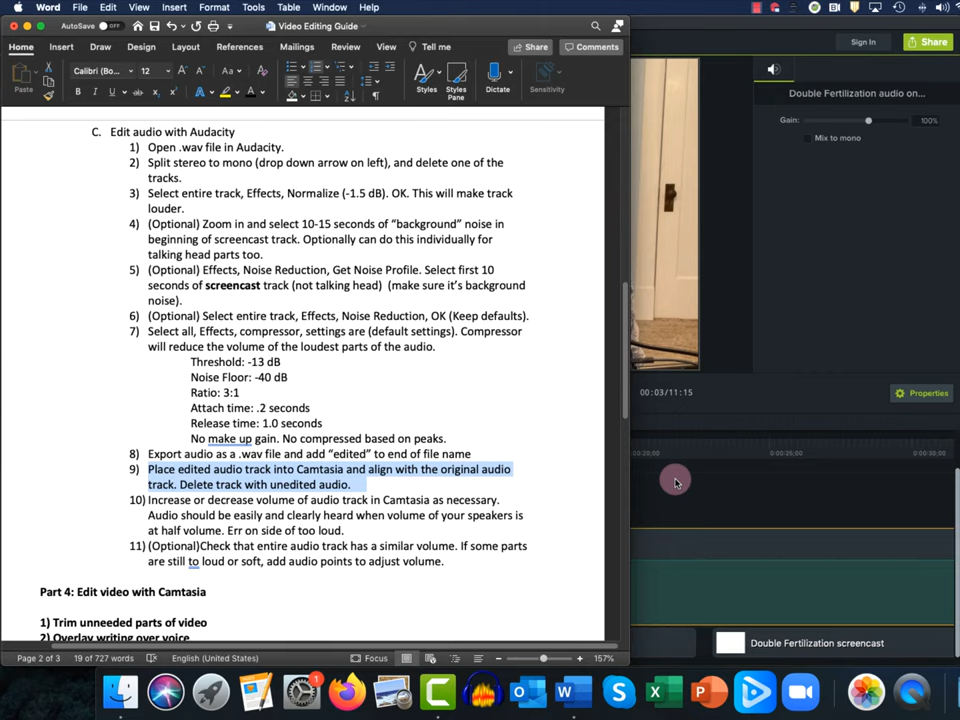 Word File Edit View Insert Format Tools Table Window Help
AutoSave OFF Video Editing Guide
Home Insert Draw Design Layout References Mailings Review View Tell me Share Comments
Paste Calibri (Bo... 12 Aa Styles Styles Pane Dictate Sensitivity
C. Edit audio with Audacity
1) Open .wav file in Audacity.
2) Split stereo to mono (drop down arrow on left), and delete one of the
tracks.
3) Select entire track, Effects, Normalize (-1.5 dB). OK. This will make track
louder.
4) (Optional) Zoom in and select 10-15 seconds of “background” noise in
beginning of screencast track. Optionally can do this individually for
talking head parts too.
5) (Optional) Effects, Noise Reduction, Get Noise Profile. Select first 10
seconds of screencast track (not talking head) (make sure it’s background
noise).
6) (Optional) Select entire track, Effects, Noise Reduction, OK (Keep defaults).
7) Select all, Effects, compressor, settings are (default settings). Compressor
will reduce the volume of the loudest parts of the audio.
Threshold: -13 dB
Noise Floor: -40 dB
Ratio: 3:1
Attach time: .2 seconds
Release time: 1.0 seconds
No make up gain. No compressed based on peaks.
8) Export audio as a .wav file and add “edited” to end of file name
9) Place edited audio track into Camtasia and align with the original audio
track. Delete track with unedited audio.
10) Increase or decrease volume of audio track in Camtasia as necessary.
Audio should be easily and clearly heard when volume of your speakers is
at half volume. Err on side of too loud.
11) (Optional)Check that entire audio track has a similar volume. If some parts
are still to loud or soft, add audio points to adjust volume.
Part 4: Edit video with Camtasia
1) Trim unneeded parts of video
2) Overlay writing over voice
Page 2 of 3 19 of 727 words English (United States) Focus 157%
Sign In Share
Double Fertilization audio on...
Gain: 100%
Mix to mono
00:03/11:15 Properties
0:00:26;00 0:00:30;00
Double Fertilization screencast